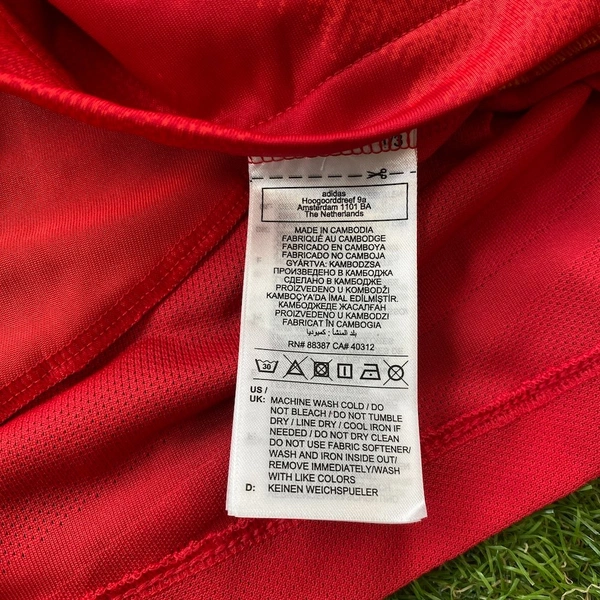 adidas
Hoogoorddreef 9a
Amsterdam 1101 BA
The Netherlands
MADE IN CAMBODIA
FABRIQUÉ AU CAMBODGE
FABRICADO EN CAMBOYA
FABRICADO NO CAMBOJA
GYÁRTVA: KAMBODZSA
ПРОИЗВЕДЕНО В КАМБОДЖА
СДЕЛАНО В КАМБОДЖЕ
PROIZVEDENO U KOMBODŽI
KAMBOÇYA'DA İMAL EDİLMİŞTİR.
КАМБОДЖЕДЕ ЖАСАЛҒАН
PROIZVEDENO U KAMBODŽI
FABRICAT ÎN CAMBOGIA
بلد المنشأ : كمبوديا
RN# 88387 CA# 40312
30
US /
UK: MACHINE WASH COLD / DO
NOT BLEACH / DO NOT TUMBLE
DRY / LINE DRY / COOL IRON IF
NEEDED / DO NOT DRY CLEAN
DO NOT USE FABRIC SOFTENER/
WASH AND IRON INSIDE OUT/
REMOVE IMMEDIATELY/WASH
WITH LIKE COLORS
D: KEINEN WEICHSPUELER